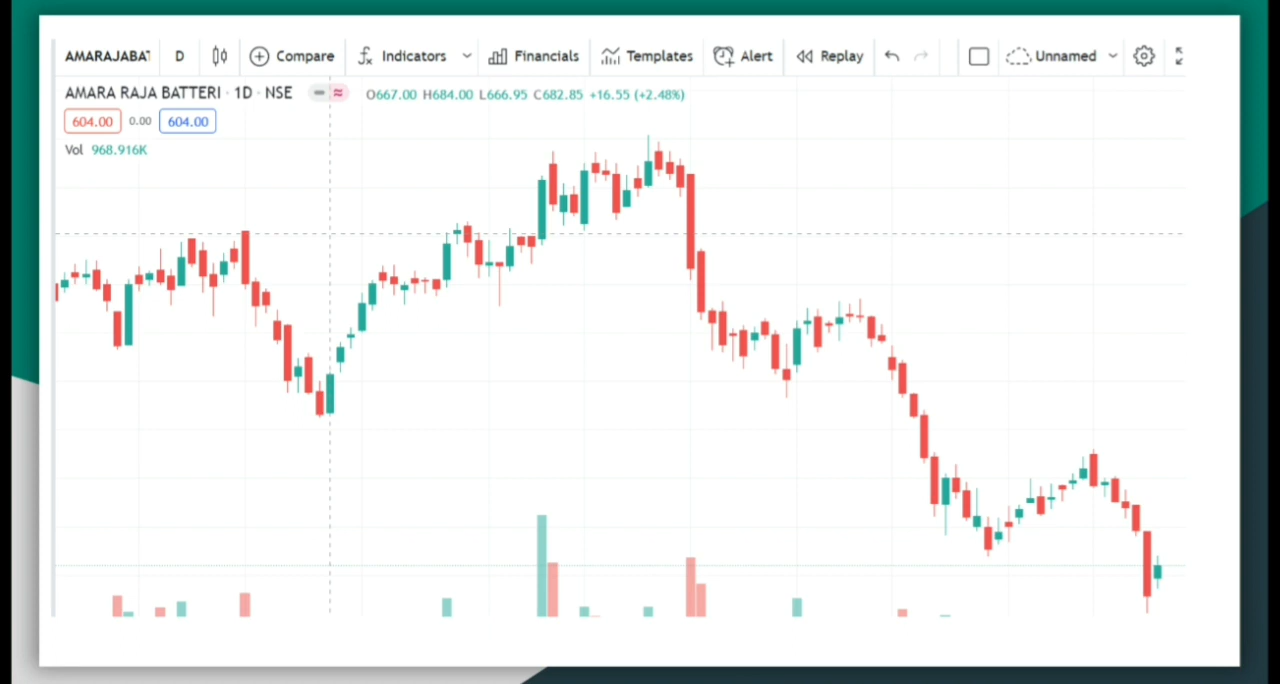 AMARAJABAT D Compare Indicators Financials Templates Alert Replay Unnamed
AMARA RAJA BATTERI · 1D · NSE O667.00 H684.00 L666.95 C682.85 +16.55 (+2.48%)
604.00 0.00 604.00
Vol 968.916K